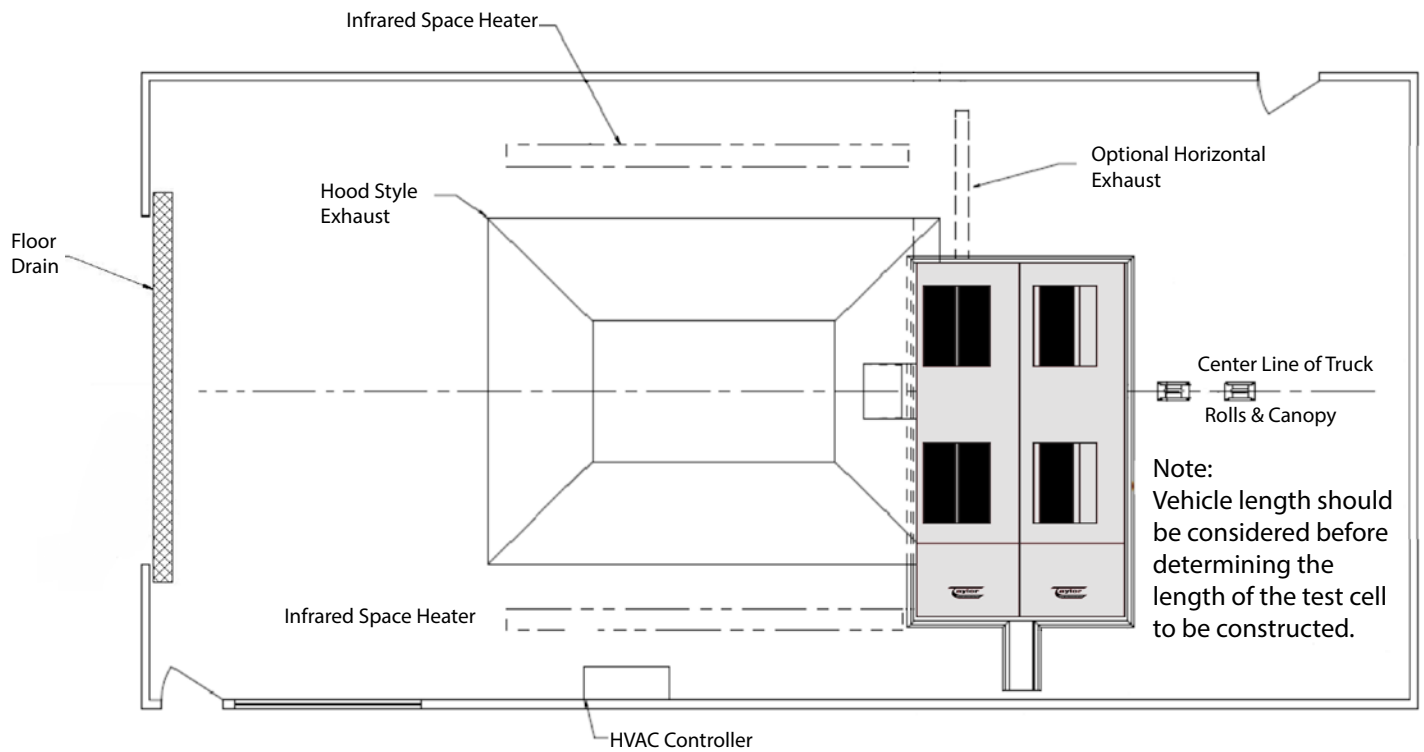 Infrared Space Heater
Optional Horizontal
Exhaust
Hood Style
Exhaust
Floor
Drain
Center Line of Truck
Rolls & Canopy
Note:
Vehicle length should
be considered before
determining the
length of the test cell
to be constructed.
Taylor
Taylor
Infrared Space Heater
HVAC Controller